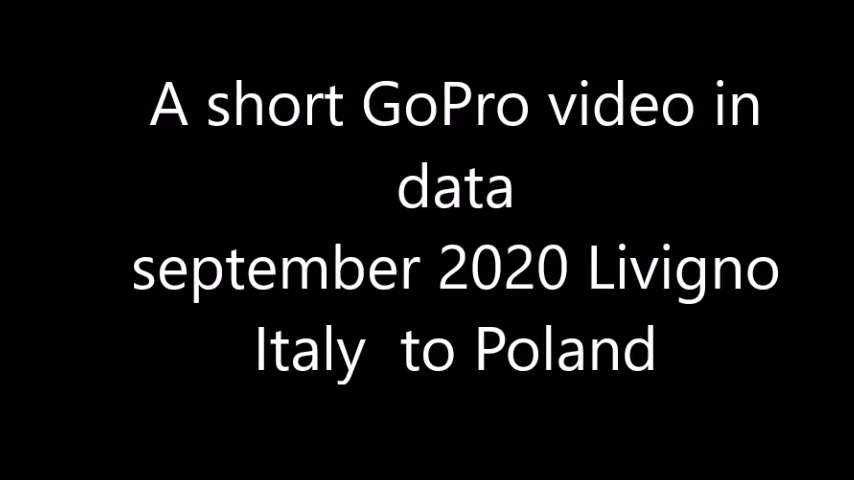 A short GoPro video in
data
september 2020 Livigno
Italy  to Poland